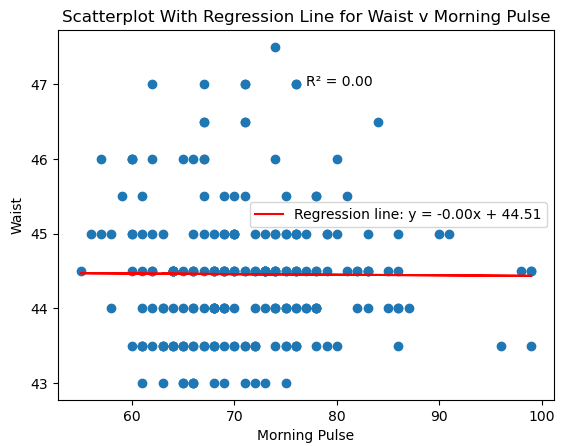 Scatterplot With Regression Line for Waist v Morning Pulse
47
R² = 0.00
46
Regression line: y = -0.00x + 44.51
Waist
45
44
43
60
70
80
90
100
Morning Pulse